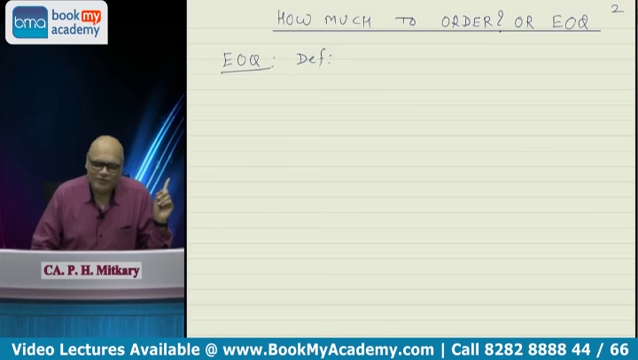 bma book my academy
HOW MUCH TO ORDER? OR EOQ 2
EOQ: Def:
CA. P. H. Mitkary
Video Lectures Available @ www.BookMyAcademy.com | Call 8282 8888 44 / 66